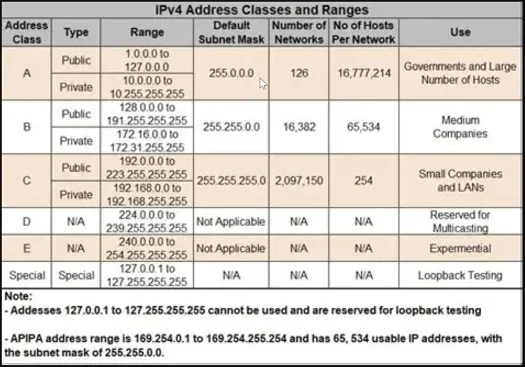 IPv4 Address Classes and Ranges
Address Class Type Range Default Subnet Mask Number of Networks No of Hosts Per Network Use
A Public 1.0.0.0 to 127.0.0.0 255.0.0.0 126 16,777,214 Governments and Large Number of Hosts
Private 10.0.0.0 to 10.255.255.255
B Public 128.0.0.0 to 191.255.255.255 255.255.0.0 16,382 65,534 Medium Companies
Private 172.16.0.0 to 172.31.255.255
C Public 192.0.0.0 to 223.255.255.255 255.255.255.0 2,097,150 254 Small Companies and LANs
Private 192.168.0.0 to 192.168.255.255
D N/A 224.0.0.0 to 239.255.255.255 Not Applicable N/A N/A Reserved for Multicasting
E N/A 240.0.0.0 to 254.255.255.255 Not Applicable N/A N/A Expermential
Special Special 127.0.0.1 to 127.255.255.255 N/A N/A N/A Loopback Testing
Note:
- Addesses 127.0.0.1 to 127.255.255.255 cannot be used and are reserved for loopback testing
- APIPA address range is 169.254.0.1 to 169.254.255.254 and has 65, 534 usable IP addresses, with
the subnet mask of 255.255.0.0.